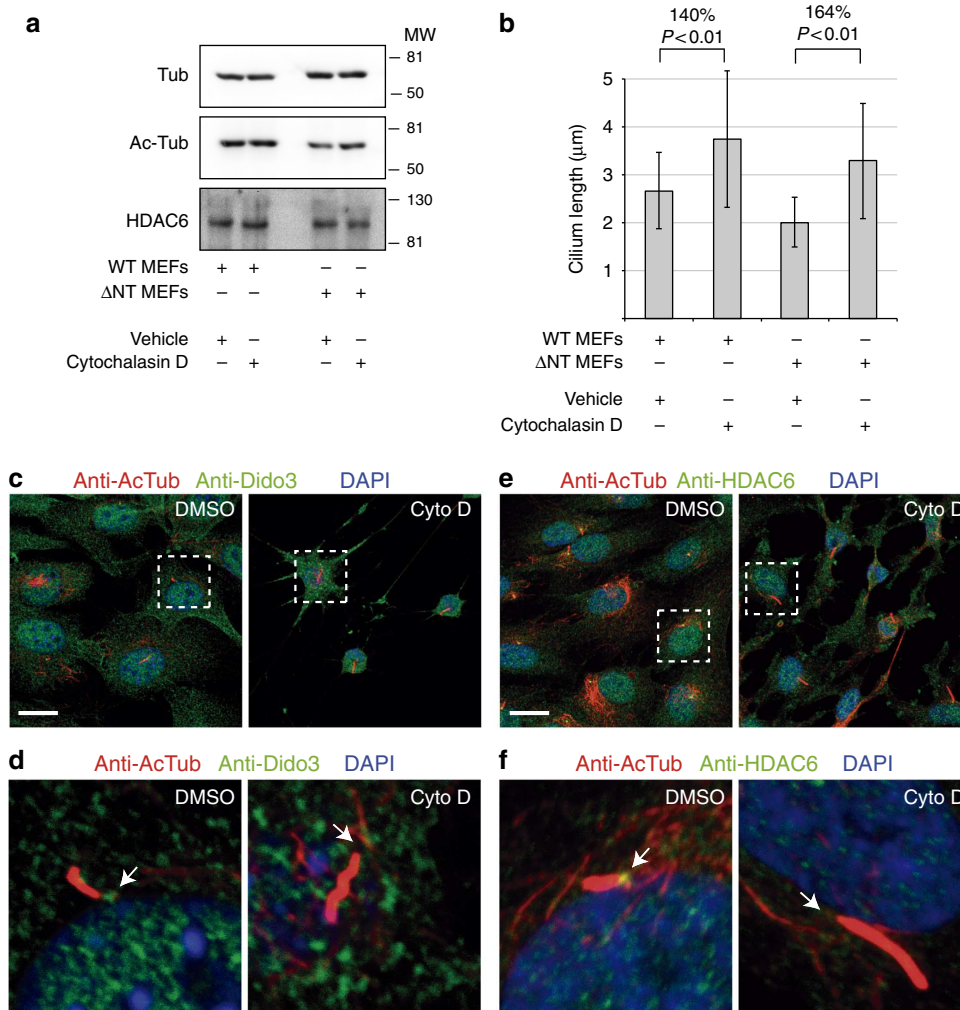 a
MW
Tub
81
50
Ac-Tub
81
50
HDAC6
130
81
WT MEFs + + – –
ΔNT MEFs – – + +
Vehicle + – + –
Cytochalasin D – + – +
b
140% 164%
P<0.01 P<0.01
Cilium length (μm)
5
4
3
2
1
WT MEFs + + – –
ΔNT MEFs – – + +
Vehicle + – + –
Cytochalasin D – + – +
c Anti-AcTub Anti-Dido3 DAPI
DMSO Cyto D
e Anti-AcTub Anti-HDAC6 DAPI
DMSO Cyto D
d Anti-AcTub Anti-Dido3 DAPI
DMSO Cyto D
f Anti-AcTub Anti-HDAC6 DAPI
DMSO Cyto D